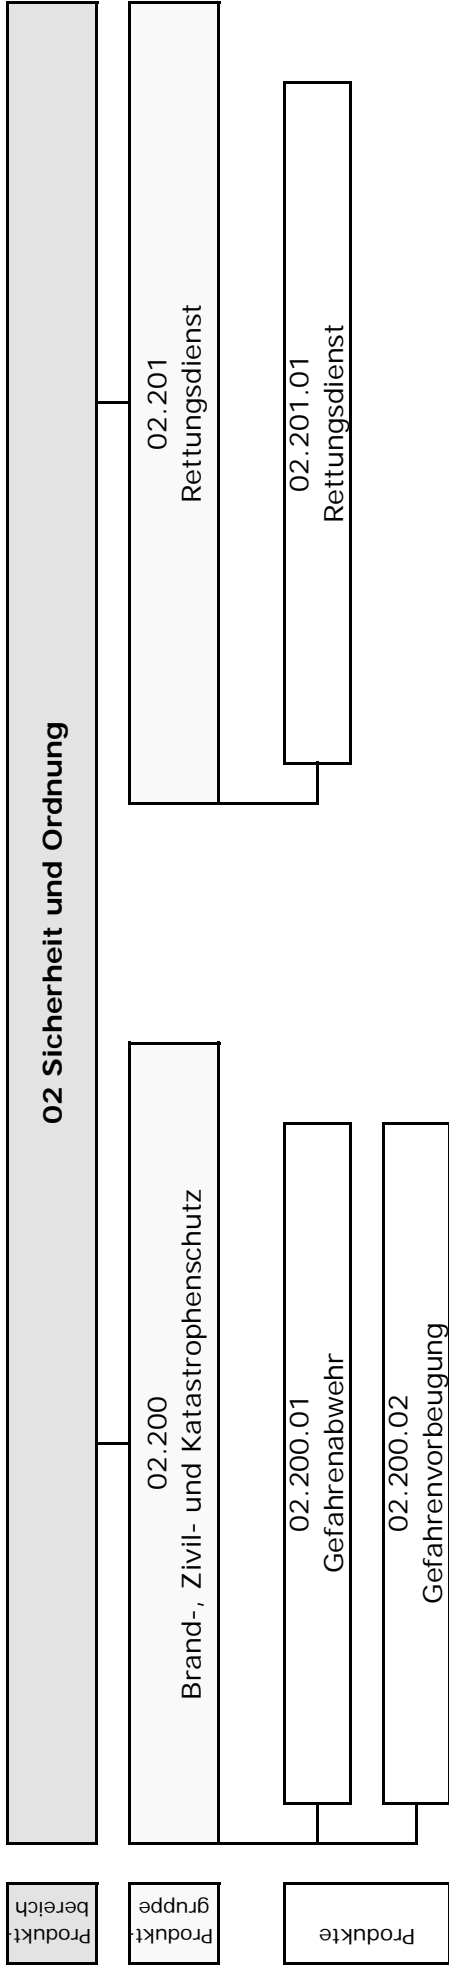 Produkt-
bereich
02 Sicherheit und Ordnung
Produkt-
gruppe
02.200
Brand-, Zivil- und Katastrophenschutz
02.201
Rettungsdienst
Produkte
02.200.01
Gefahrenabwehr
02.201.01
Rettungsdienst
02.200.02
Gefahrenvorbeugung